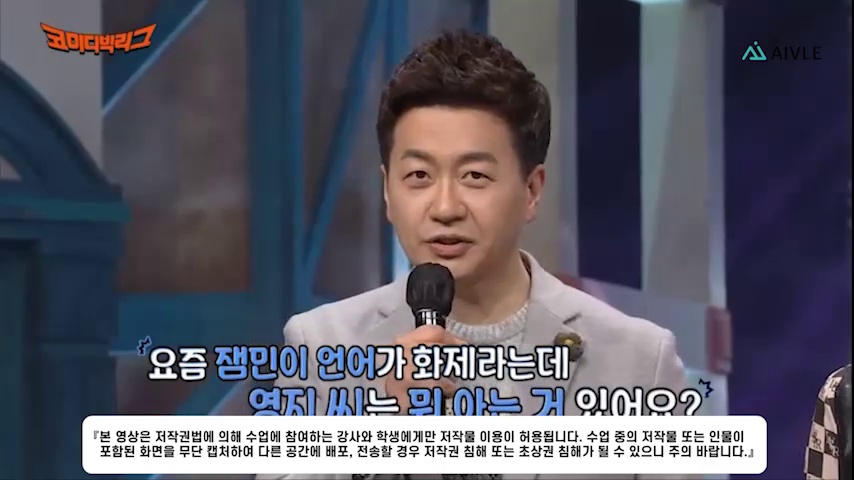 코미디빅리그
AIVLE
요즘 잼민이 언어가 화제라는데
영지 씨는 뭐 아는 거 있어요?
『본 영상은 저작권법에 의해 수업에 참여하는 강사와 학생에게만 저작물 이용이 허용됩니다. 수업 중의 저작물 또는 인물이
포함된 화면을 무단 캡처하여 다른 공간에 배포, 전송할 경우 저작권 침해 또는 초상권 침해가 될 수 있으니 주의 바랍니다.』